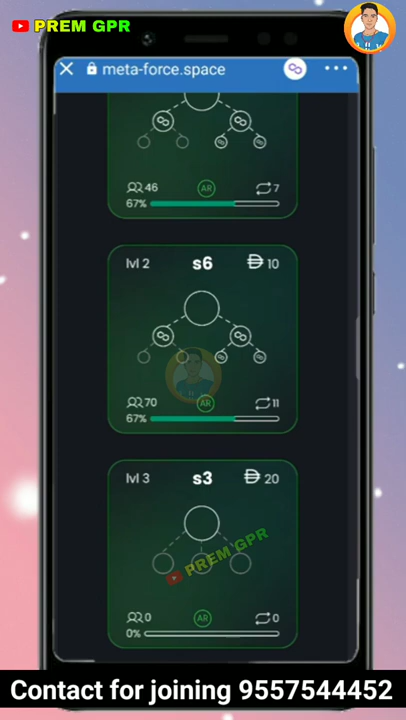 PREM GPR
meta-force.space
46
AR
7
67%
lvl 2
s6
10
70
AR
11
67%
lvl 3
s3
20
PREM GPR
0
AR
0
0%
Contact for joining 9557544452